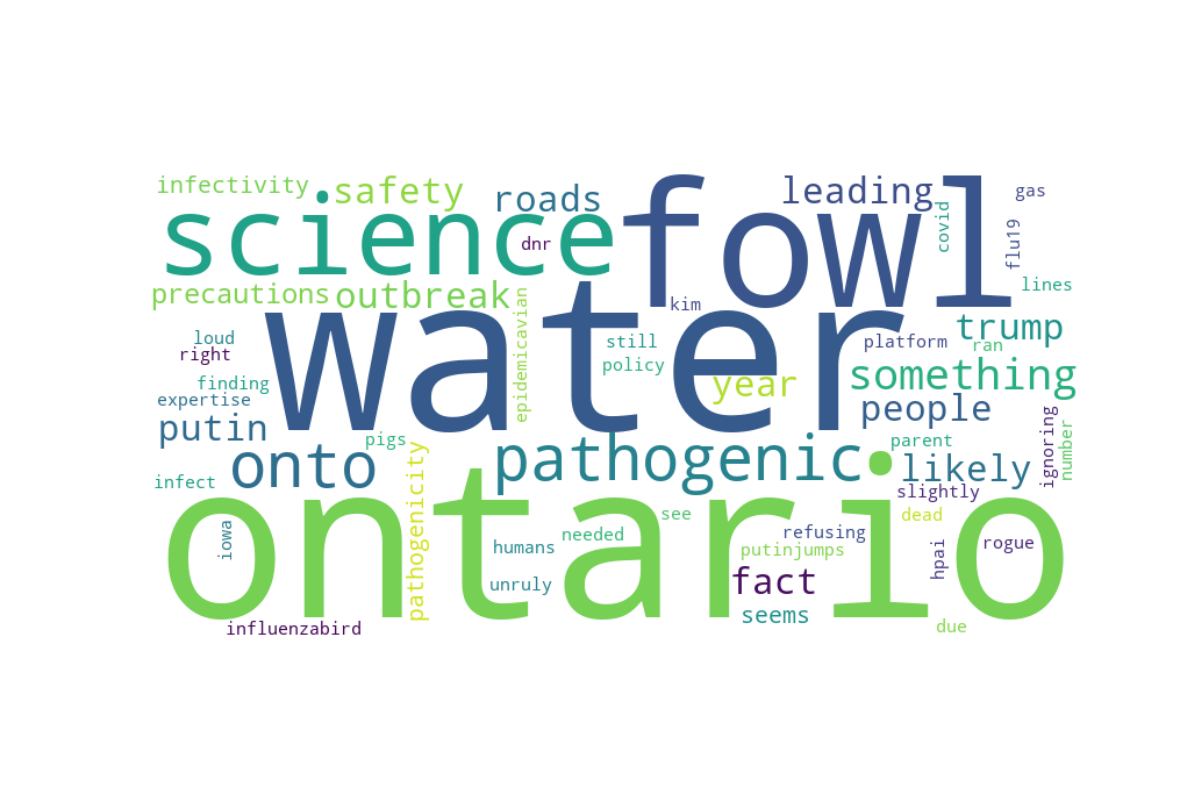 infectivity
safety
roads
leading
gas
science
fowl
dnr
covid
flu19
precautions
outbreak
epidemicavian
kim
lines
water
loud
right
still
platform
trump
ran
finding
policy
year
something
expertise
putin
people
pigs
onto
pathogenic
parent
likely
ignoring
number
infect
pathogenicity
slightly
ontario
see
dead
iowa
humans
needed
refusing
putinjumps
hpai
rogue
unruly
fact
seems
influenzabird
due